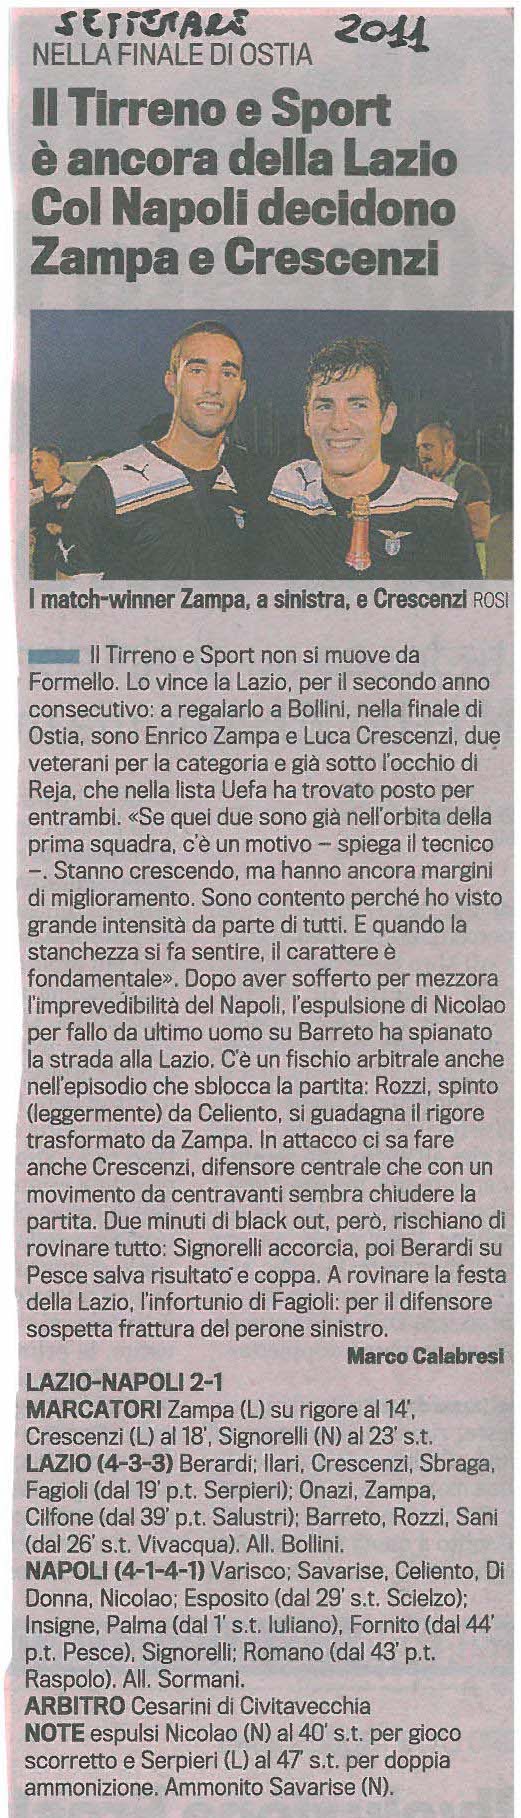 SETTEMBRE 2011
NELLA FINALE DI OSTIA
Il Tirreno e Sport
è ancora della Lazio
Col Napoli decidono
Zampa e Crescenzi
I match-winner Zampa, a sinistra, e Crescenzi ROSI
Il Tirreno e Sport non si muove da
Formello. Lo vince la Lazio, per il secondo anno
consecutivo: a regalarlo a Bollini, nella finale di
Ostia, sono Enrico Zampa e Luca Crescenzi, due
veterani per la categoria e già sotto l'occhio di
Reja, che nella lista Uefa ha trovato posto per
entrambi. «Se quei due sono già nell'orbita della
prima squadra, c'è un motivo – spiega il tecnico
–. Stanno crescendo, ma hanno ancora margini
di miglioramento. Sono contento perché ho visto
grande intensità da parte di tutti. E quando la
stanchezza si fa sentire, il carattere è
fondamentale». Dopo aver sofferto per mezzora
l'imprevedibilità del Napoli, l'espulsione di Nicolao
per fallo da ultimo uomo su Barreto ha spianato
la strada alla Lazio. C'è un fischio arbitrale anche
nell'episodio che sblocca la partita: Rozzi, spinto
(leggermente) da Celiento, si guadagna il rigore
trasformato da Zampa. In attacco ci sa fare
anche Crescenzi, difensore centrale che con un
movimento da centravanti sembra chiudere la
partita. Due minuti di black out, però, rischiano di
rovinare tutto: Signorelli accorcia, poi Berardi su
Pesce salva risultato e coppa. A rovinare la festa
della Lazio, l'infortunio di Fagioli: per il difensore
sospetta frattura del perone sinistro.
Marco Calabresi
LAZIO-NAPOLI 2-1
MARCATORI Zampa (L) su rigore al 14',
Crescenzi (L) al 18', Signorelli (N) al 23' s.t.
LAZIO (4-3-3) Berardi; Ilari, Crescenzi, Sbraga,
Fagioli (dal 19' p.t. Serpieri); Onazi, Zampa,
Cilfone (dal 39' p.t. Salustri); Barreto, Rozzi, Sani
(dal 26' s.t. Vivacqua). All. Bollini.
NAPOLI (4-1-4-1) Varisco; Savarise, Celiento, Di
Donna, Nicolao; Esposito (dal 29' s.t. Scielzo);
Insigne, Palma (dal 1' s.t. Iuliano), Fornito (dal 44'
p.t. Pesce), Signorelli; Romano (dal 43' p.t.
Raspolo). All. Sormani.
ARBITRO Cesarini di Civitavecchia
NOTE espulsi Nicolao (N) al 40' s.t. per gioco
scorretto e Serpieri (L) al 47' s.t. per doppia
ammonizione. Ammonito Savarise (N).